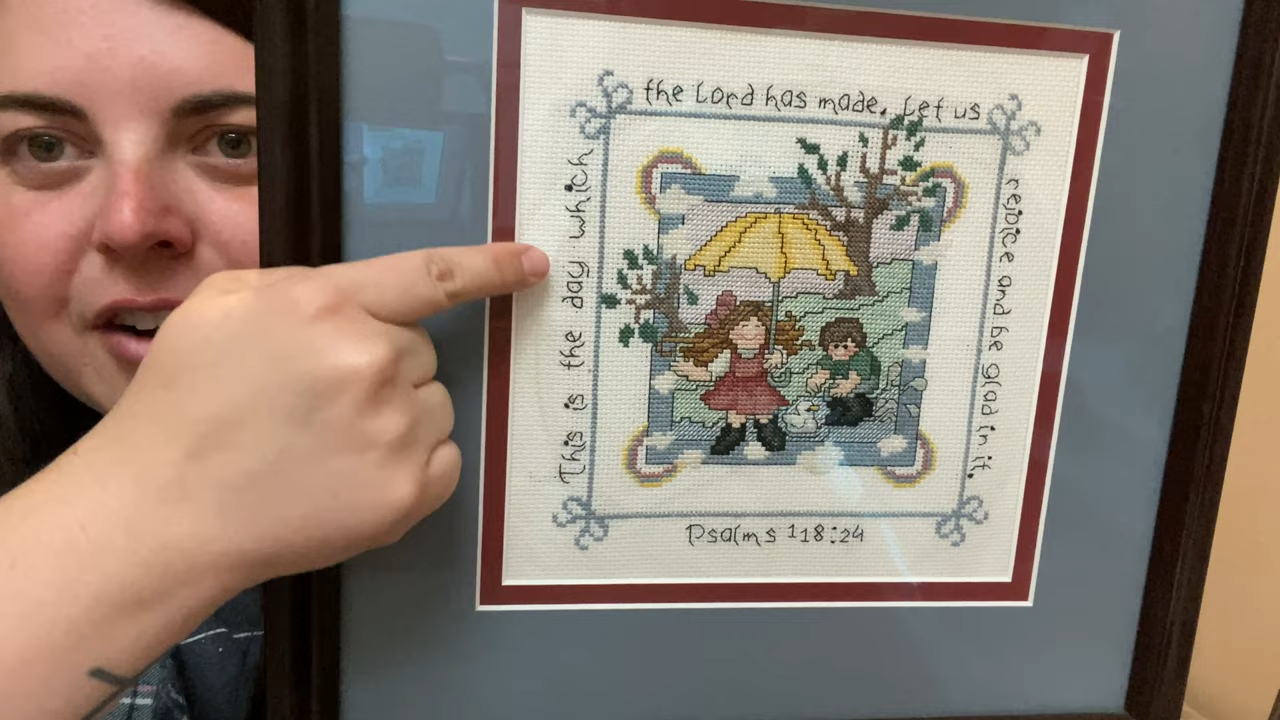 This is the day which
the Lord has made. Let us
rejoice and be glad in it.
Psalms 118:24